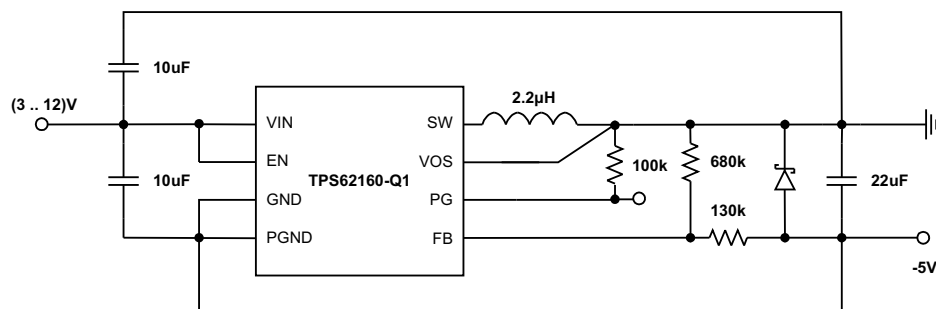 10uF
(3 .. 12)V
10uF
VIN
EN
GND
PGND
TPS62160-Q1
SW
VOS
PG
FB
2.2µH
100k
680k
130k
22uF
-5V